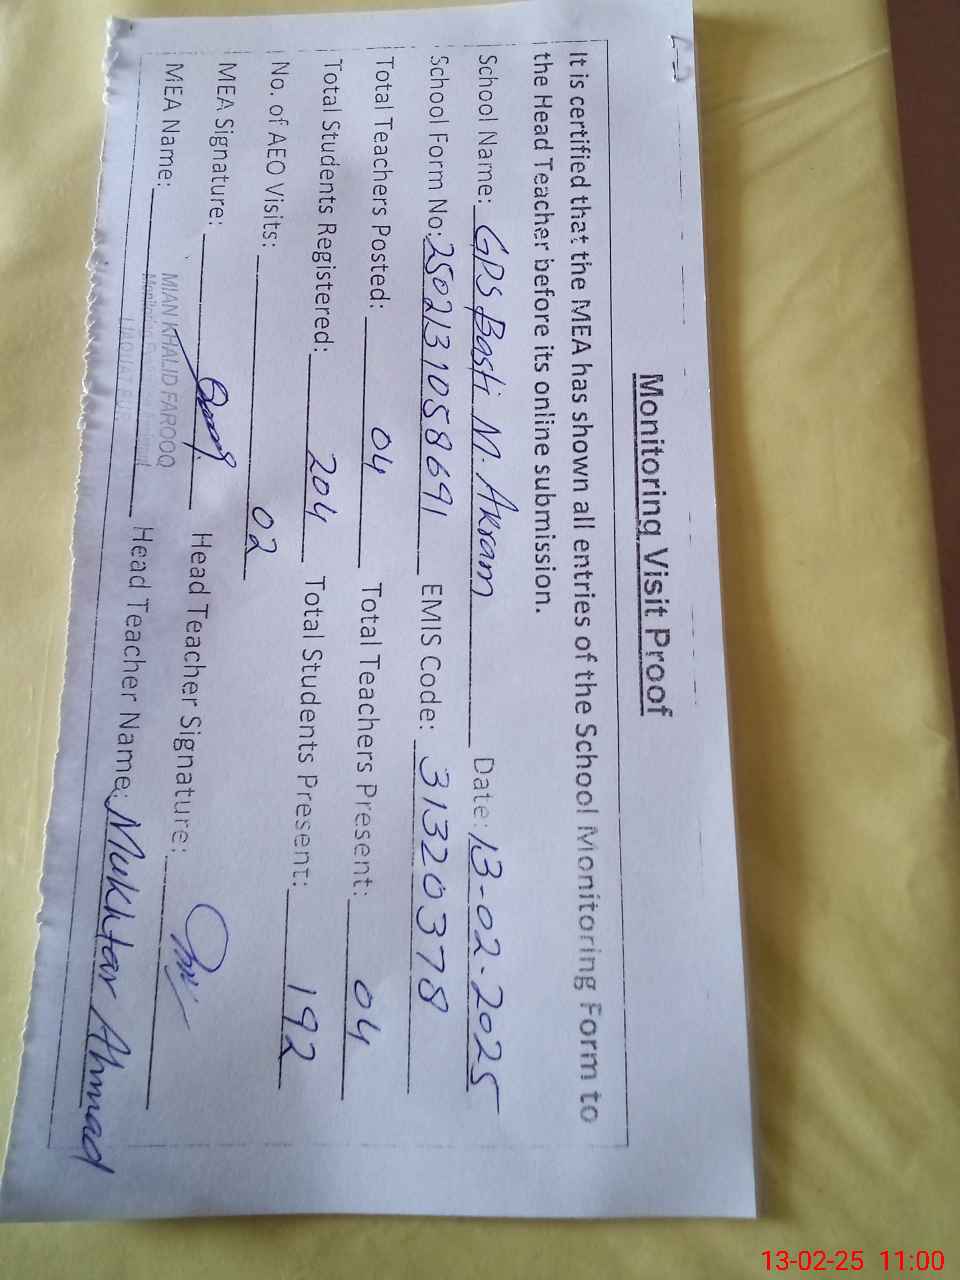 Monitoring Visit Proof
It is certified that the MEA has shown all entries of the School Monitoring Form to
the Head Teacher before its online submission.
School Name: GPS Basti M. Akram Date: 13-02-2025
School Form No: 2502131058691 EMIS Code: 31320378
Total Teachers Posted: 04 Total Teachers Present: 04
Total Students Registered: 204 Total Students Present: 192
No. of AEO Visits: 02
MEA Signature: Head Teacher Signature:
MIAN KHALID FAROOQ
MEA Name: Head Teacher Name: Mukhtar Ahmad
13-02-25 11:00